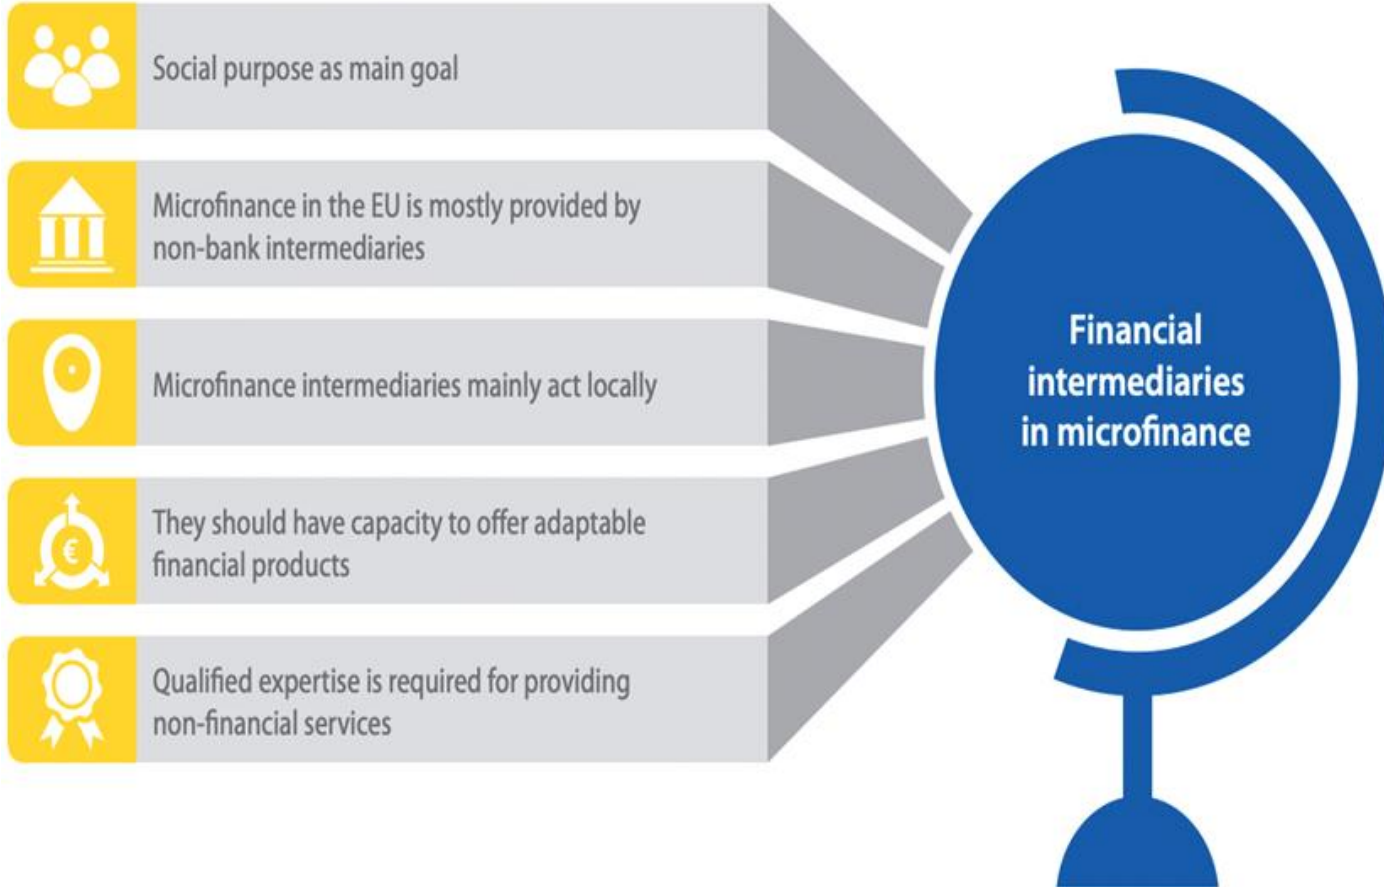 Social purpose as main goal
Microfinance in the EU is mostly provided by
non-bank intermediaries
Microfinance intermediaries mainly act locally
€
They should have capacity to offer adaptable
financial products
Qualified expertise is required for providing
non-financial services
Financial
intermediaries
in microfinance